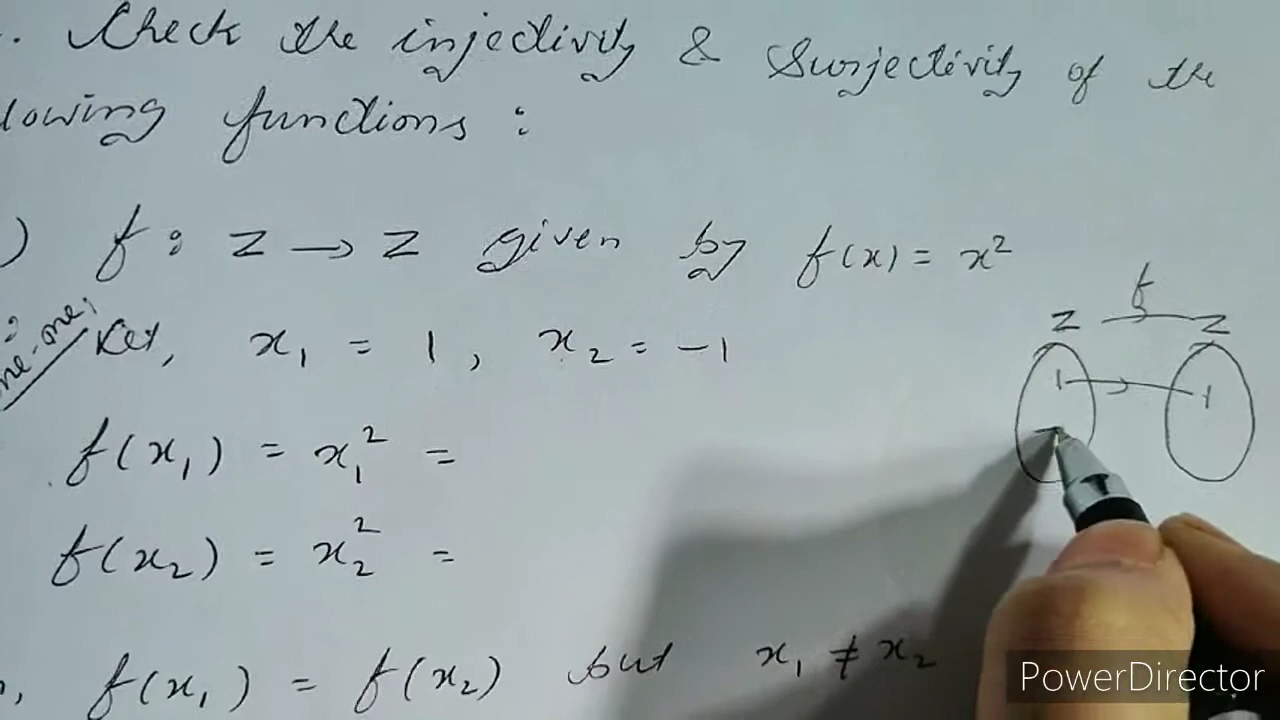 . Check the injectivity & Surjectivity of the
lowing functions :
) f : Z → Z given by f(x) = x²
: Let, x₁ = 1 , x₂ = -1
ne-one;
f(x₁) = x₁² =
f(x₂) = x₂² =
, f(x₁) = f(x₂) but x₁ ≠ x₂
f
Z Z
1 1
-
PowerDirector